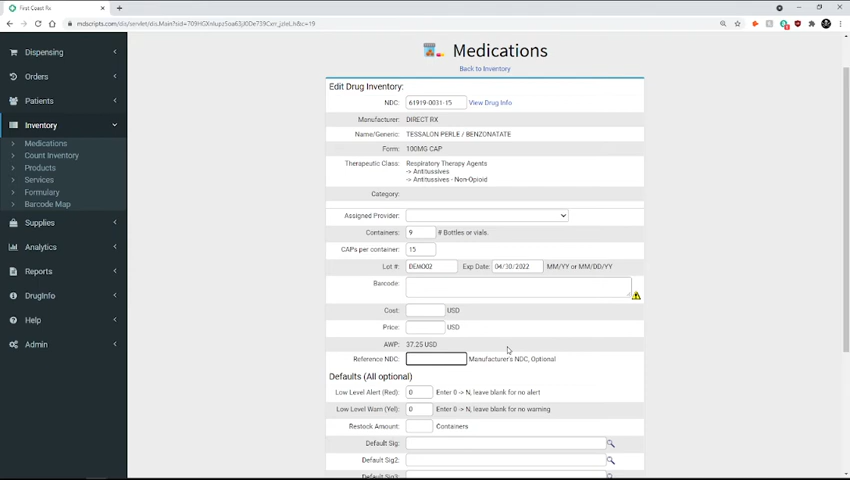 First Coast Rx
Dispensing
Orders
Patients
Inventory
Medications
Count Inventory
Products
Services
Formulary
Barcode Map
Supplies
Analytics
Reports
DrugInfo
Help
Admin
Medications
Back to Inventory
Edit Drug Inventory:
NDC: 61919-0031-15 View Drug Info
Manufacturer: DIRECT RX
Name/Generic: TESSALON PERLE / BENZONATATE
Form: 100MG CAP
Therapeutic Class: Respiratory Therapy Agents
-> Antitussives
-> Antitussives - Non-Opioid
Category:
Assigned Provider:
Containers: 9 # Bottles or vials.
CAPs per container: 15
Lot #: DEMO02 Exp Date: 04/30/2022 MM/YY or MM/DD/YY
Barcode:
Cost: USD
Price: USD
AWP: 37.25 USD
Reference NDC: Manufacturer's NDC, Optional
Defaults (All optional)
Low Level Alert (Red): 0 Enter 0 -> N, leave blank for no alert
Low Level Warn (Yel): 0 Enter 0 -> N, leave blank for no warning
Restock Amount: Containers
Default Sig:
Default Sig2:
Default Sig3: